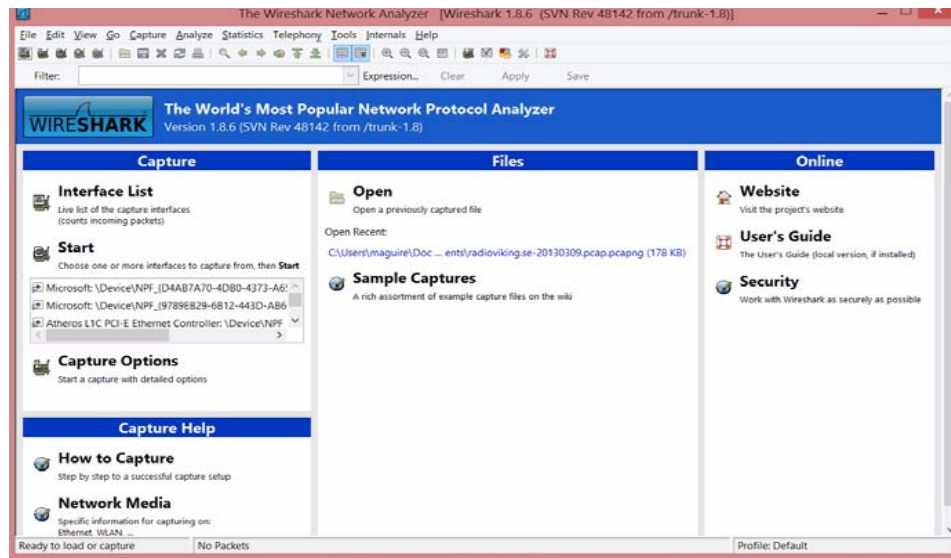 The Wireshark Network Analyzer [Wireshark 1.8.6 (SVN Rev 48142 from /trunk-1.8)]
File Edit View Go Capture Analyze Statistics Telephony Tools Internals Help
Filter: Expression... Clear Apply Save
WIRESHARK
The World's Most Popular Network Protocol Analyzer
Version 1.8.6 (SVN Rev 48142 from /trunk-1.8)
Capture
Interface List
Live list of the capture interfaces
(counts incoming packets)
Start
Choose one or more interfaces to capture from, then Start
Microsoft: \Device\NPF_{D4AB7A70-4DB0-4373-A6
Microsoft: \Device\NPF_{9789EB29-6B12-443D-AB6
Atheros L1C PCI-E Ethernet Controller: \Device\NPF
Capture Options
Start a capture with detailed options
Capture Help
How to Capture
Step by step to a successful capture setup
Network Media
Specific information for capturing on:
Ethernet, WLAN, ...
Files
Open
Open a previously captured file
Open Recent:
C:\Users\maguire\Doc ... ents\radioviking.se-20130309.pcap.pcapng (178 KB)
Sample Captures
A rich assortment of example capture files on the wiki
Online
Website
Visit the project's website
User's Guide
The User's Guide (local version, if installed)
Security
Work with Wireshark as securely as possible
Ready to load or capture
No Packets
Profile: Default